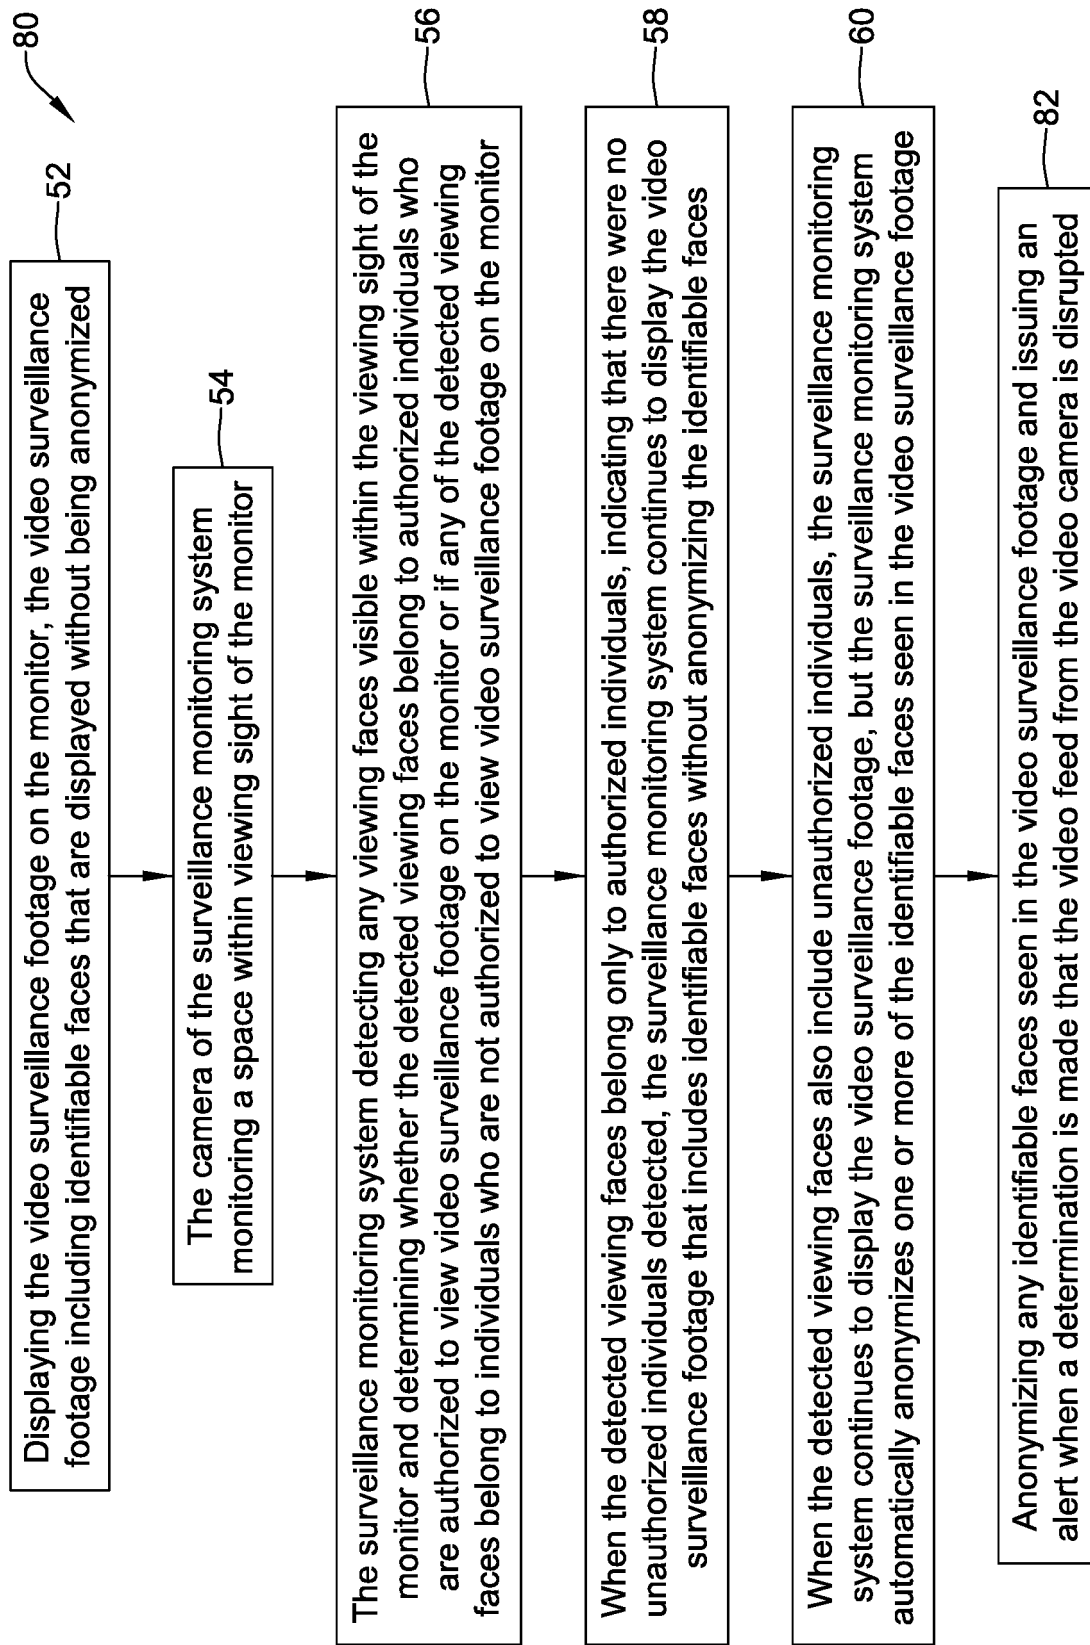 80
52
Displaying the video surveillance footage on the monitor, the video surveillance
footage including identifiable faces that are displayed without being anonymized
54
The camera of the surveillance monitoring system
monitoring a space within viewing sight of the monitor
56
The surveillance monitoring system detecting any viewing faces visible within the viewing sight of the
monitor and determining whether the detected viewing faces belong to authorized individuals who
are authorized to view video surveillance footage on the monitor or if any of the detected viewing
faces belong to individuals who are not authorized to view video surveillance footage on the monitor
58
When the detected viewing faces belong only to authorized individuals, indicating that there were no
unauthorized individuals detected, the surveillance monitoring system continues to display the video
surveillance footage that includes identifiable faces without anonymizing the identifiable faces
60
When the detected viewing faces also include unauthorized individuals, the surveillance monitoring
system continues to display the video surveillance footage, but the surveillance monitoring system
automatically anonymizes one or more of the identifiable faces seen in the video surveillance footage
82
Anonymizing any identifiable faces seen in the video surveillance footage and issuing an
alert when a determination is made that the video feed from the video camera is disrupted